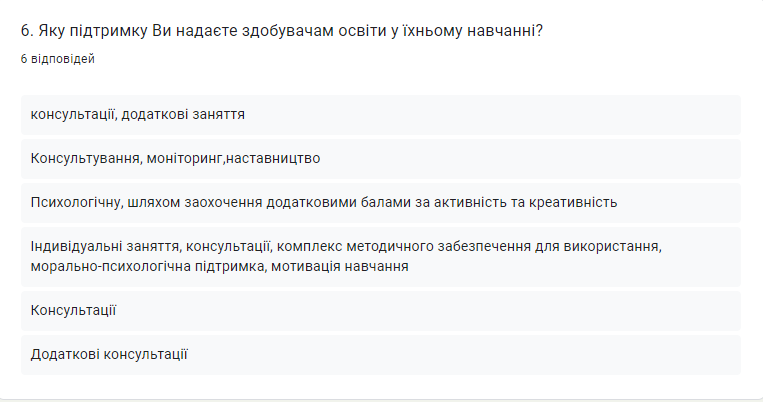 6. Яку підтримку Ви надаєте здобувачам освіти у їхньому навчанні?
6 відповідей
консультації, додаткові заняття
Консультування, моніторинг,наставництво
Психологічну, шляхом заохочення додатковими балами за активність та креативність
Індивідуальні заняття, консультації, комплекс методичного забезпечення для використання,
морально-психологічна підтримка, мотивація навчання
Консультації
Додаткові консультації